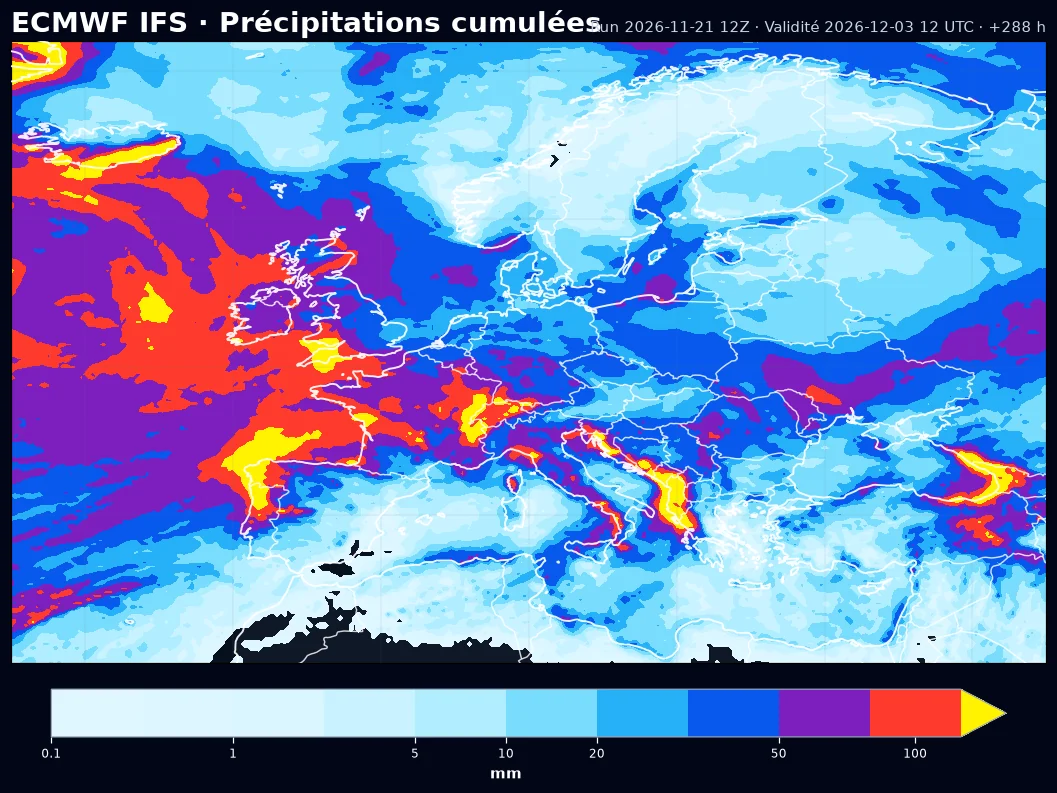 ECMWF IFS · Précipitations cumulées
Run 2026-11-21 12Z · Validité 2026-12-03 12 UTC · +288 h
0.1 1 5 10 20 50 100
mm